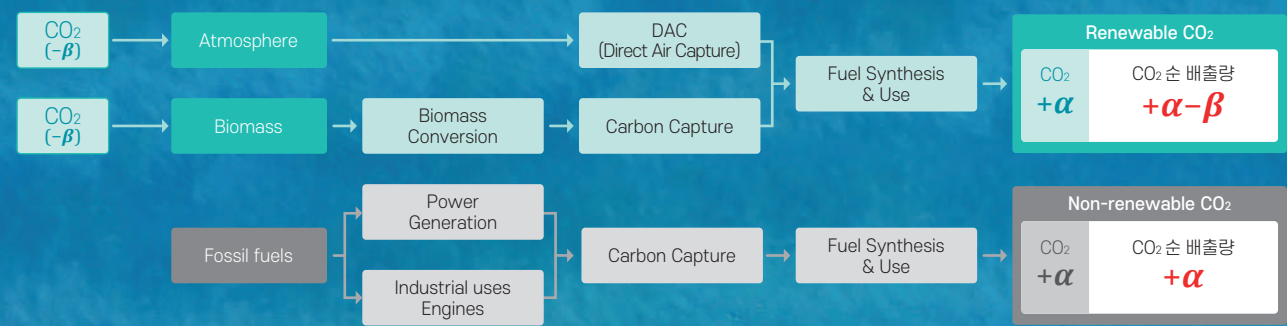 CO₂
(-β)
Atmosphere
DAC
(Direct Air Capture)
CO₂
(-β)
Biomass
Biomass
Conversion
Carbon Capture
Fuel Synthesis
& Use
Renewable CO₂
CO₂
+α
CO₂ 순 배출량
+α-β
Fossil fuels
Power
Generation
Industrial uses
Engines
Carbon Capture
Fuel Synthesis
& Use
Non-renewable CO₂
CO₂
+α
CO₂ 순 배출량
+α